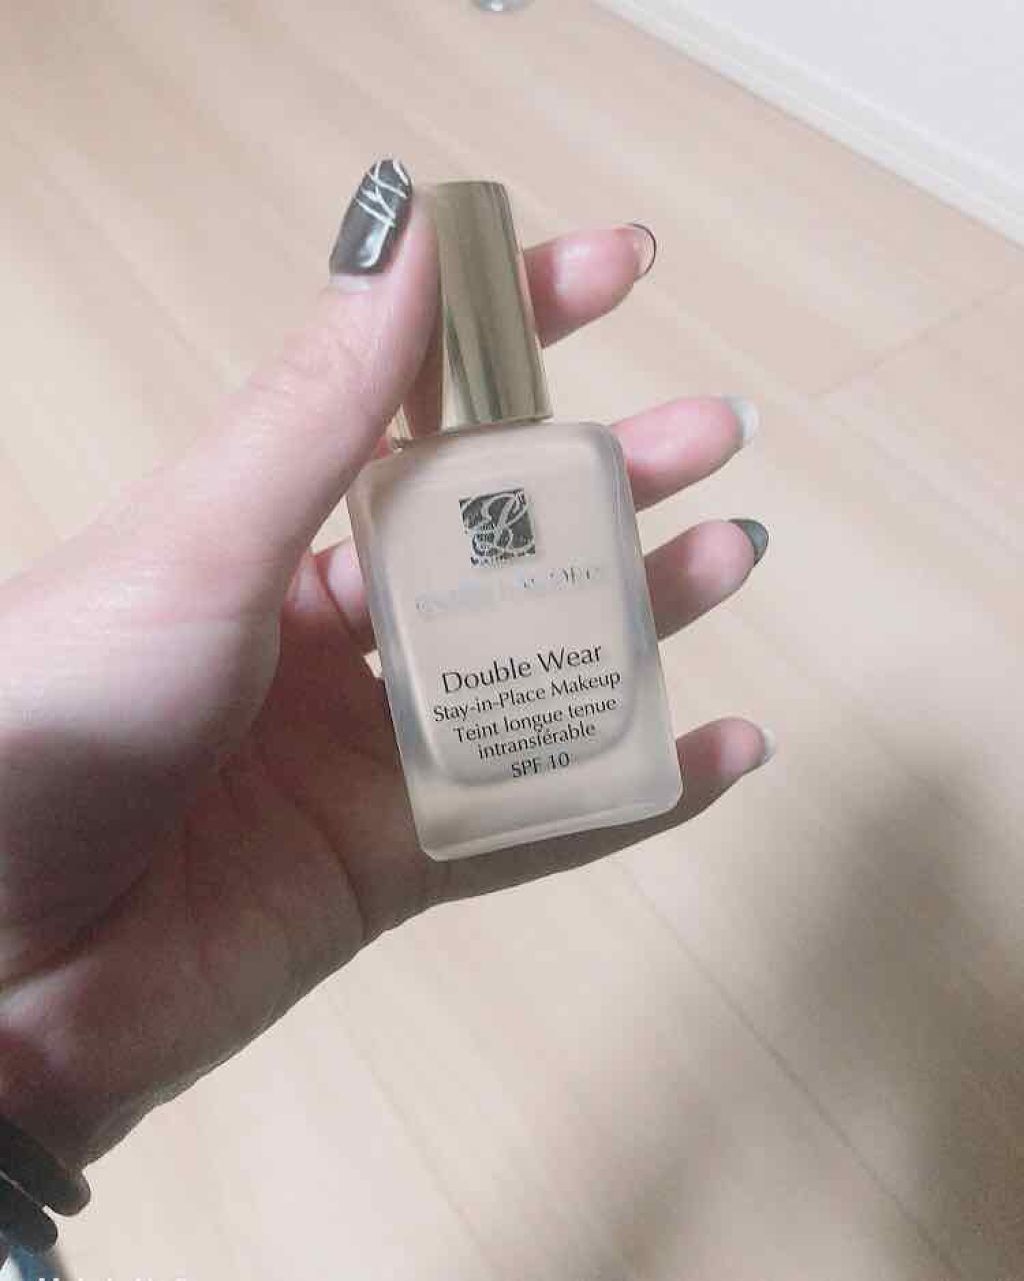 Double Wear
Stay-in-Place Makeup
Teint longue tenue
intransférable
SPF 10